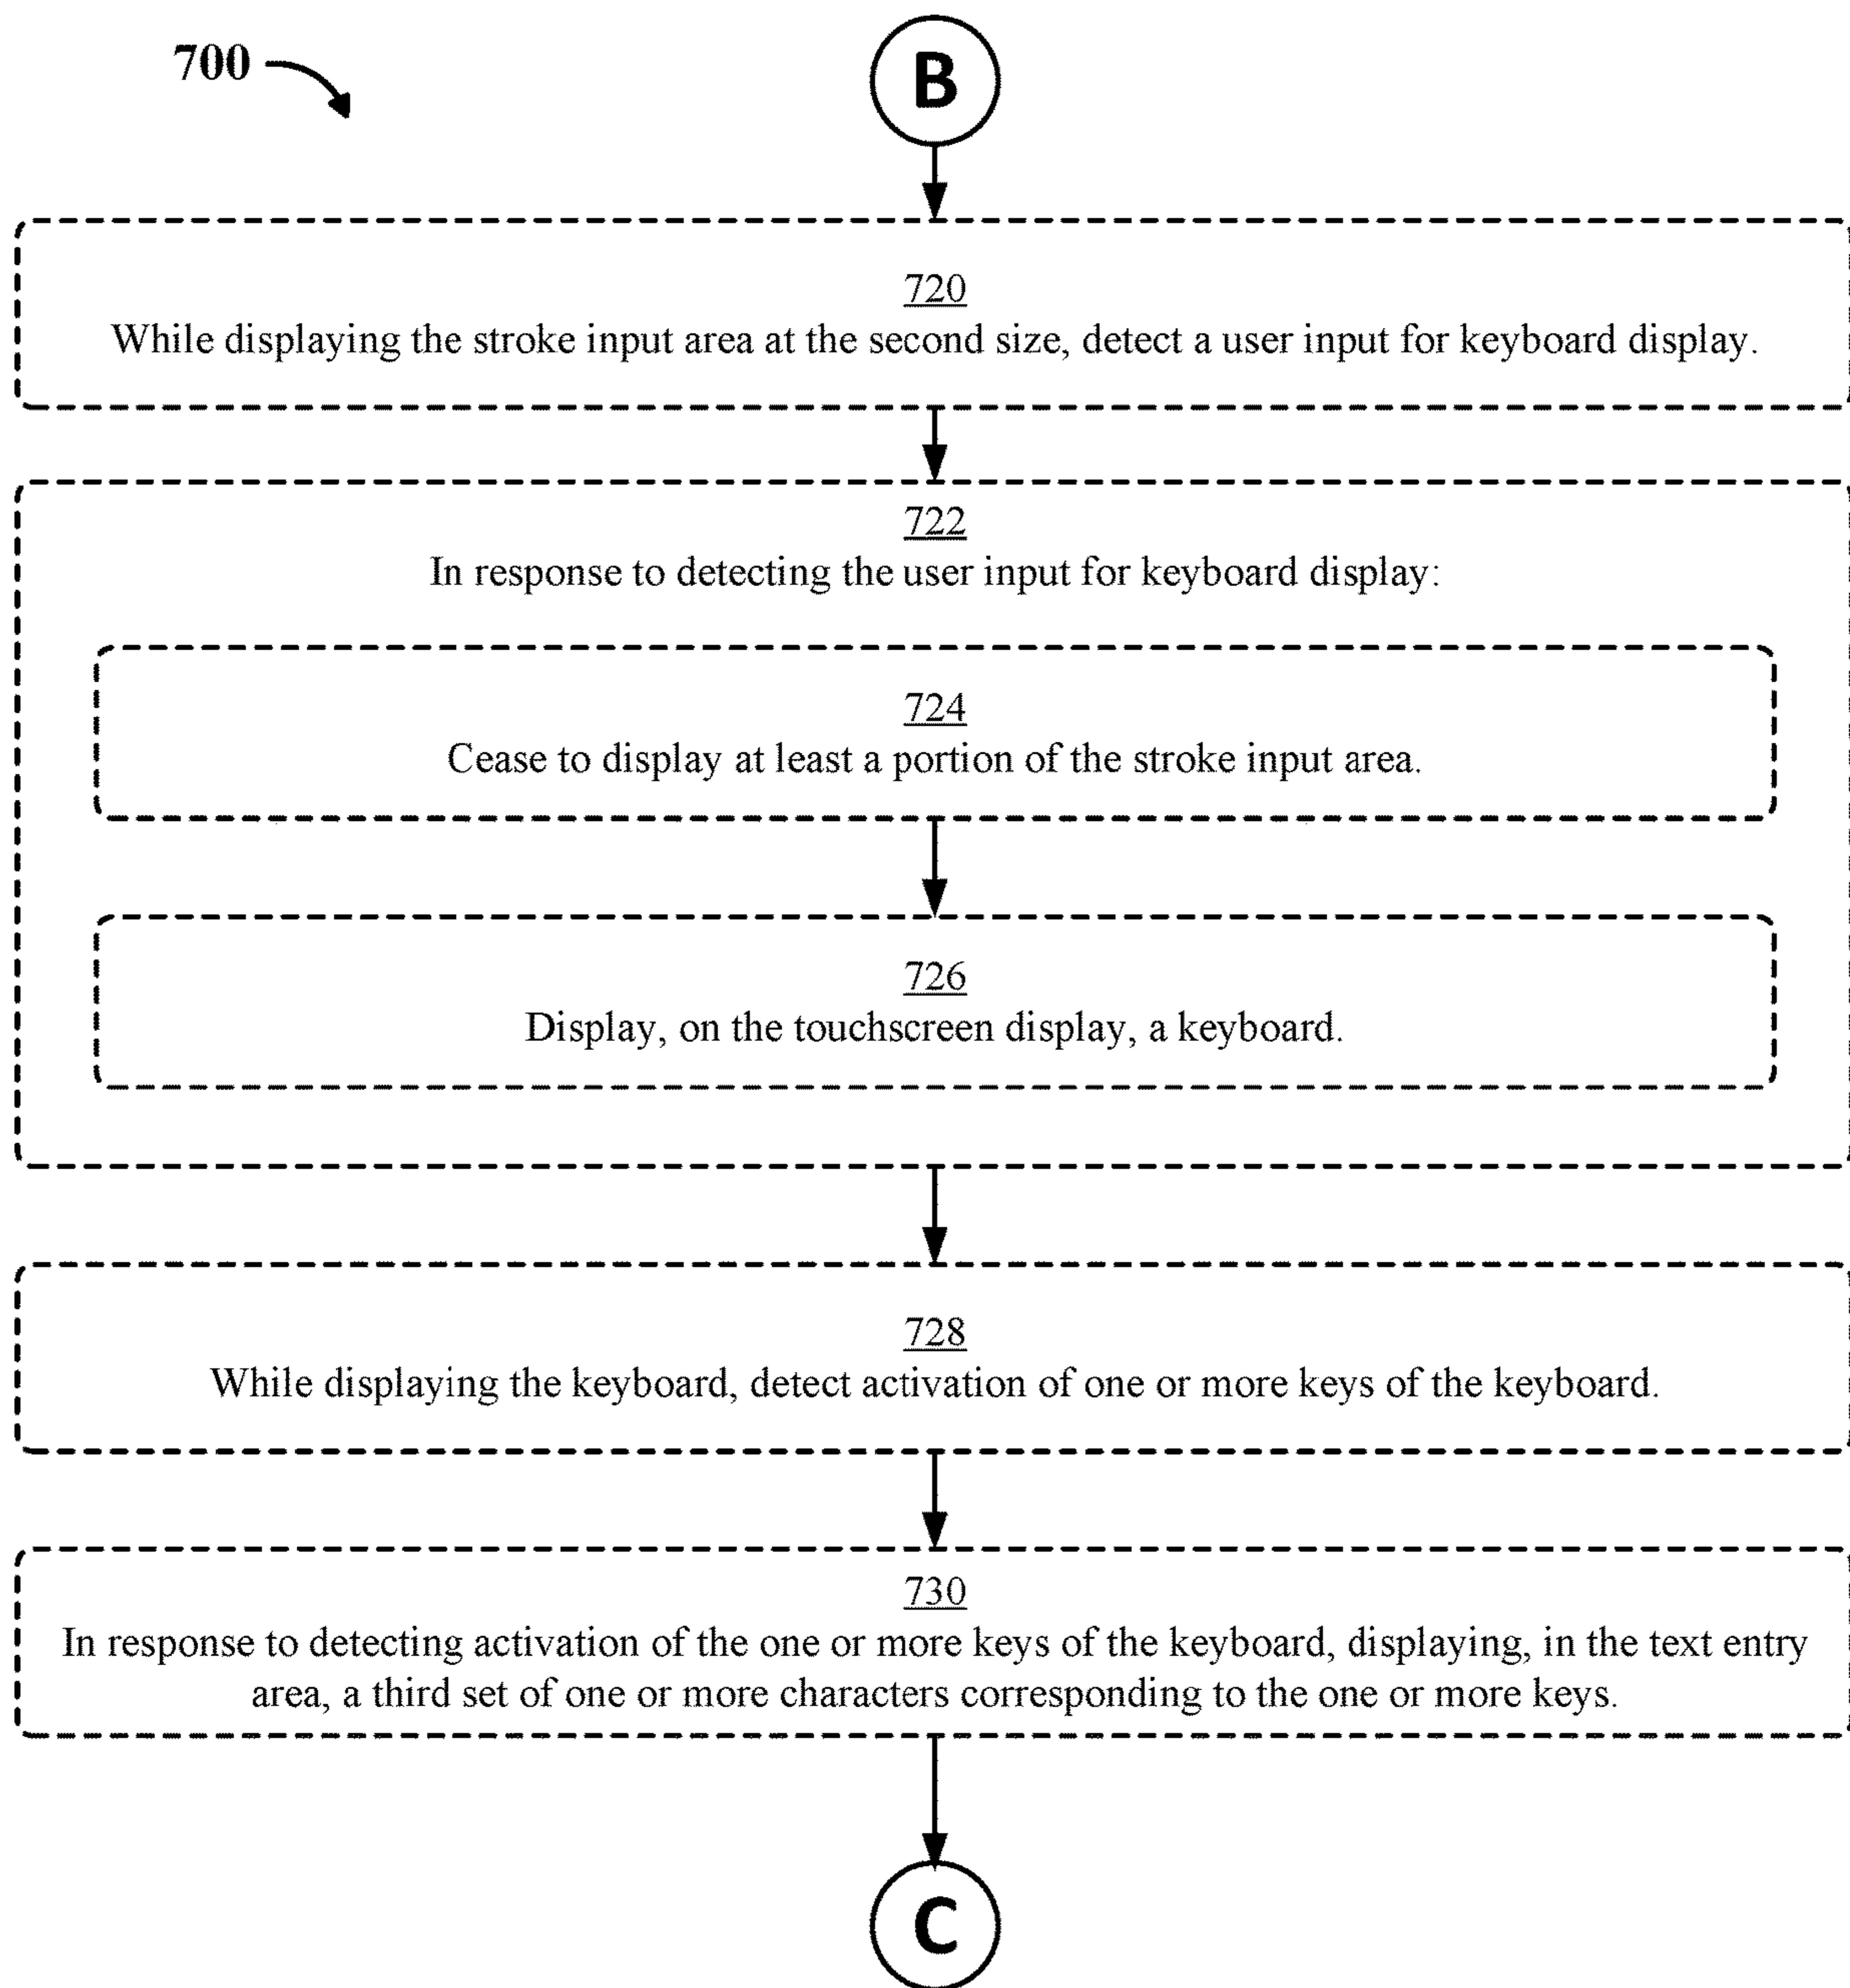 700
B
720
While displaying the stroke input area at the second size, detect a user input for keyboard display.
722
In response to detecting the user input for keyboard display:
724
Cease to display at least a portion of the stroke input area.
726
Display, on the touchscreen display, a keyboard.
728
While displaying the keyboard, detect activation of one or more keys of the keyboard.
730
In response to detecting activation of the one or more keys of the keyboard, displaying, in the text entry
area, a third set of one or more characters corresponding to the one or more keys.
C